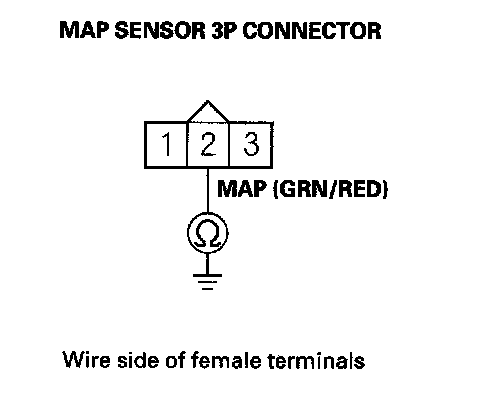 MAP SENSOR 3P CONNECTOR
1 2 3
MAP (GRN/RED)
Ω
Wire side of female terminals